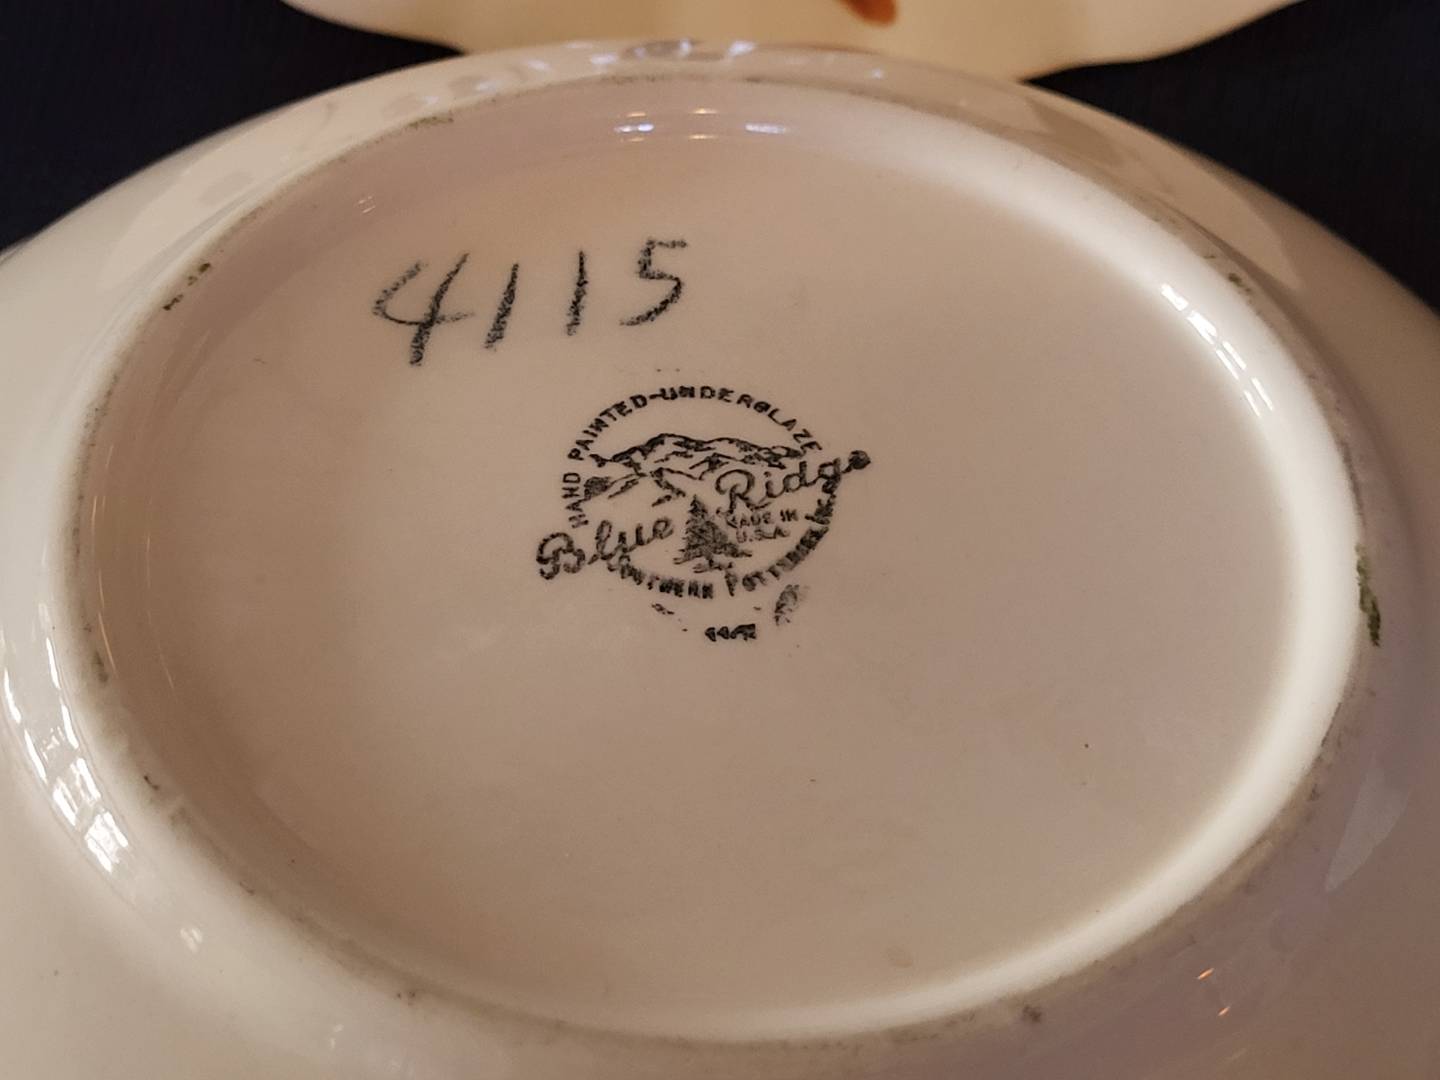 4115
HAND PAINTED-UNDERGLAZE
Blue Ridge
MADE IN
U.S.A
SOUTHERN POTTERIES INC.